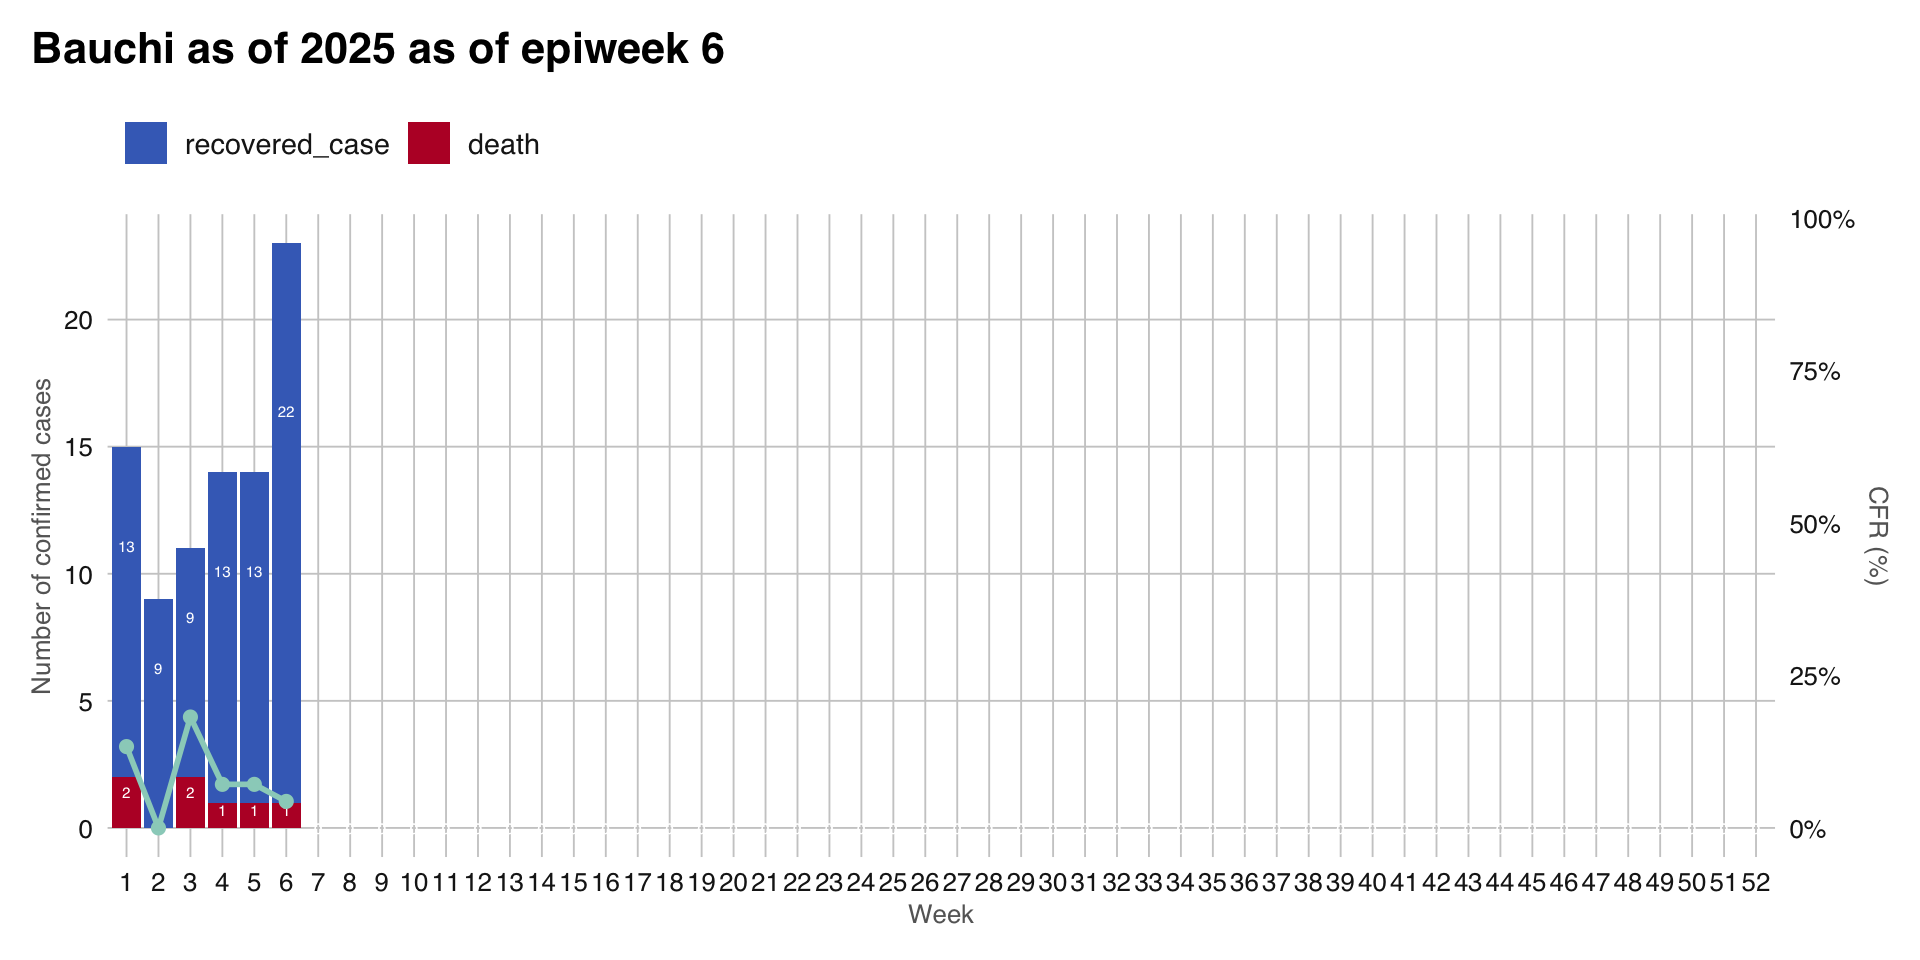 Bauchi as of 2025 as of epiweek 6
recovered_case death
100%
20
75%
22
Number of confirmed cases
15
50%
CFR (%)
13
10
13 13
9
9
25%
5
2 2 1 1 1
0 0%
1 2 3 4 5 6 7 8 9 10 11 12 13 14 15 16 17 18 19 20 21 22 23 24 25 26 27 28 29 30 31 32 33 34 35 36 37 38 39 40 41 42 43 44 45 46 47 48 49 50 51 52
Week